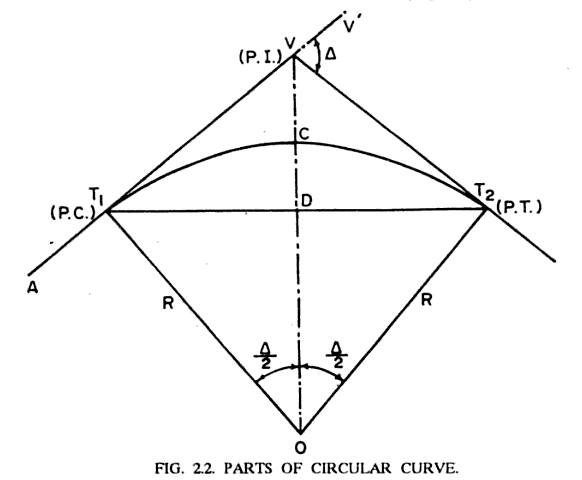 V'
V
(P.I.)
Δ
C
T1
T2
(P.C.)
(P.T.)
D
A
R
R
Δ/2
Δ/2
O
FIG. 2.2. PARTS OF CIRCULAR CURVE.